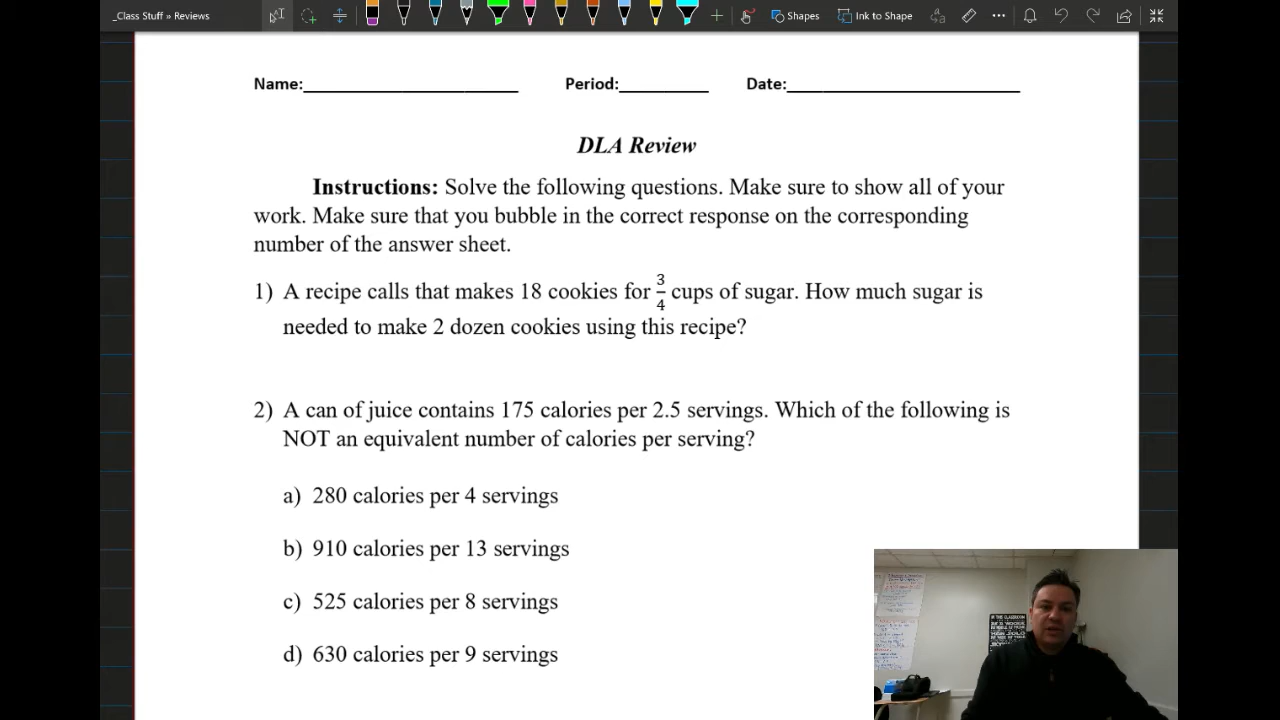 _Class Stuff » Reviews
Shapes
Ink to Shape
Name:____________________ Period:________ Date:______________________
DLA Review
Instructions: Solve the following questions. Make sure to show all of your
work. Make sure that you bubble in the correct response on the corresponding
number of the answer sheet.
1) A recipe calls that makes 18 cookies for 3/4 cups of sugar. How much sugar is
needed to make 2 dozen cookies using this recipe?
2) A can of juice contains 175 calories per 2.5 servings. Which of the following is
NOT an equivalent number of calories per serving?
a) 280 calories per 4 servings
b) 910 calories per 13 servings
c) 525 calories per 8 servings
d) 630 calories per 9 servings